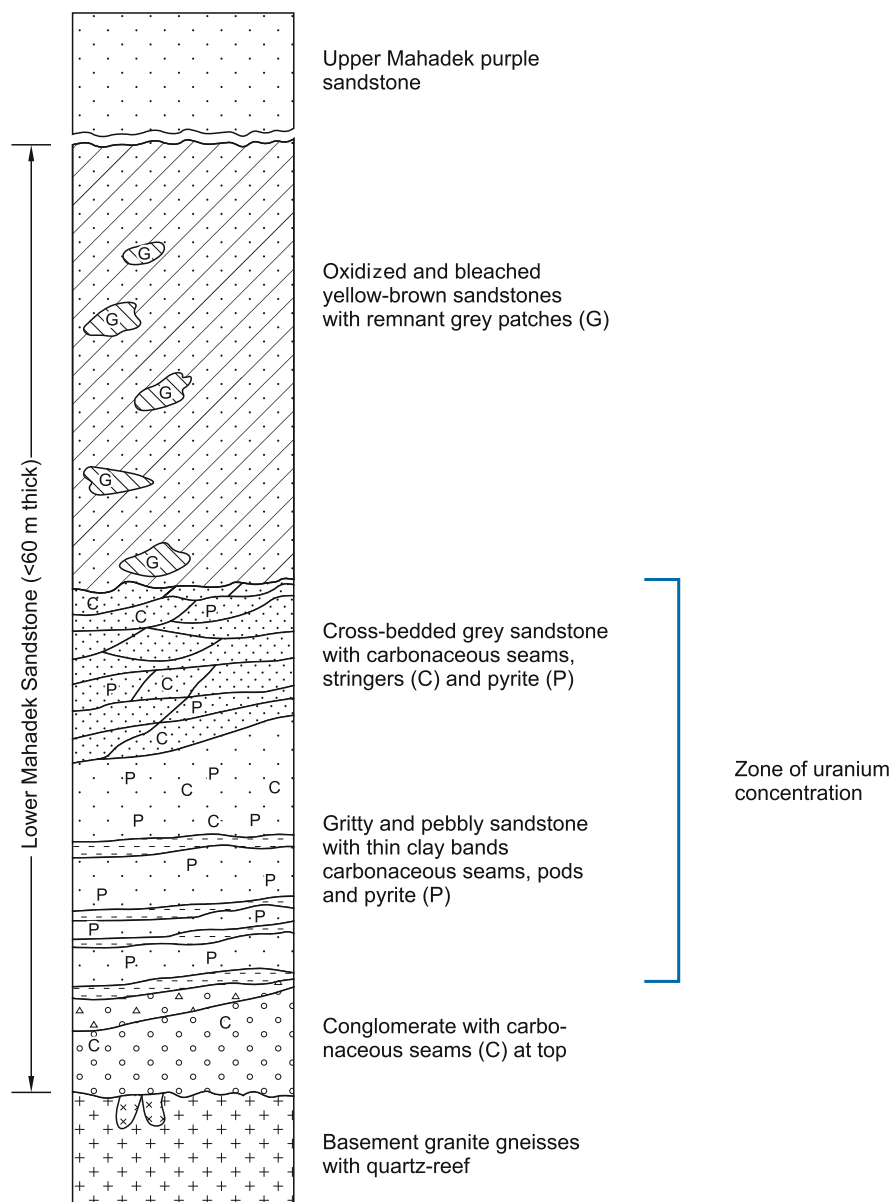 Upper Mahadek purple
sandstone
Oxidized and bleached
yellow-brown sandstones
with remnant grey patches (G)
G
G
G
G
G
Lower Mahadek Sandstone (<60 m thick)
C
C
P
P
C
P
C
Cross-bedded grey sandstone
with carbonaceous seams,
stringers (C) and pyrite (P)
Zone of uranium
concentration
P
P
C
C
P
C
P
P
P
P
P
P
P
P
Gritty and pebbly sandstone
with thin clay bands
carbonaceous seams, pods
and pyrite (P)
C
C
Conglomerate with carbo-
naceous seams (C) at top
Basement granite gneisses
with quartz-reef